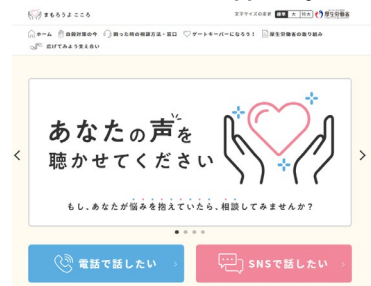 まもろうよ こころ
文字サイズの変更 標準 大 特大 厚生労働省
ホーム 自殺対策の今 困った時の相談方法・窓口 ゲートキーパーになろう! 厚生労働省の取り組み
広げてみよう支え合い
あなたの声を
聴かせてください
もし、あなたが悩みを抱えていたら、相談してみませんか?
電話で話したい
SNSで話したい